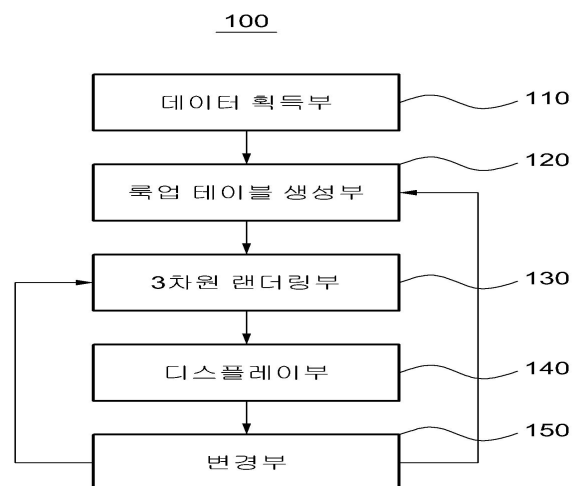 100
데이터 획득부
110
120
룩업 테이블 생성부
3차원 랜더링부
130
디스플레이부
140
150
변경부